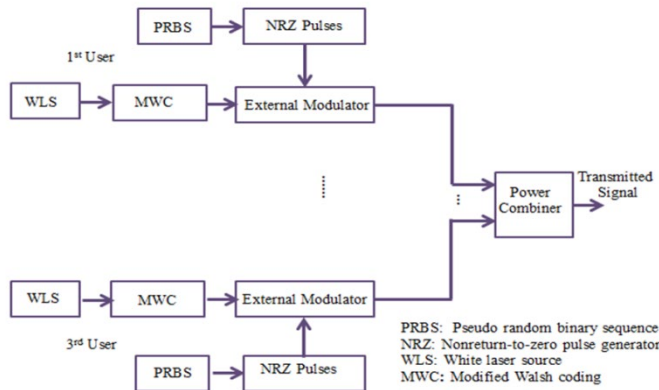 PRBS
NRZ Pulses
1st User
WLS
MWC
External Modulator
Transmitted
Signal
Power
Combiner
WLS
MWC
External Modulator
3rd User
PRBS
NRZ Pulses
PRBS: Pseudo random binary sequence
NRZ: Nonreturn-to-zero pulse generator
WLS: White laser source
MWC: Modified Walsh coding